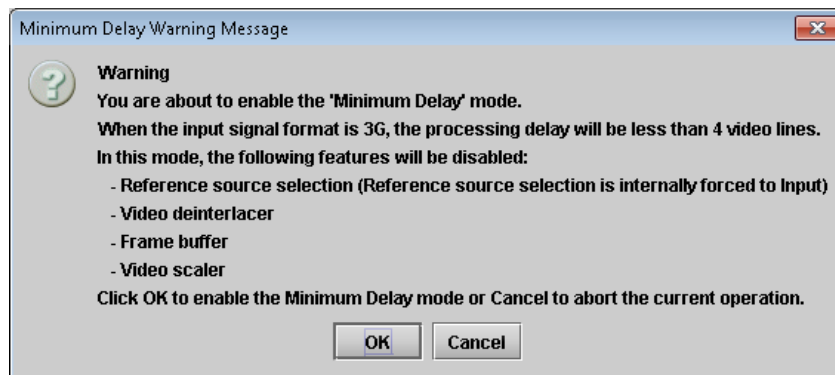 Minimum Delay Warning Message
Warning
You are about to enable the 'Minimum Delay' mode.
When the input signal format is 3G, the processing delay will be less than 4 video lines.
In this mode, the following features will be disabled:
- Reference source selection (Reference source selection is internally forced to Input)
- Video deinterlacer
- Frame buffer
- Video scaler
Click OK to enable the Minimum Delay mode or Cancel to abort the current operation.
OK Cancel